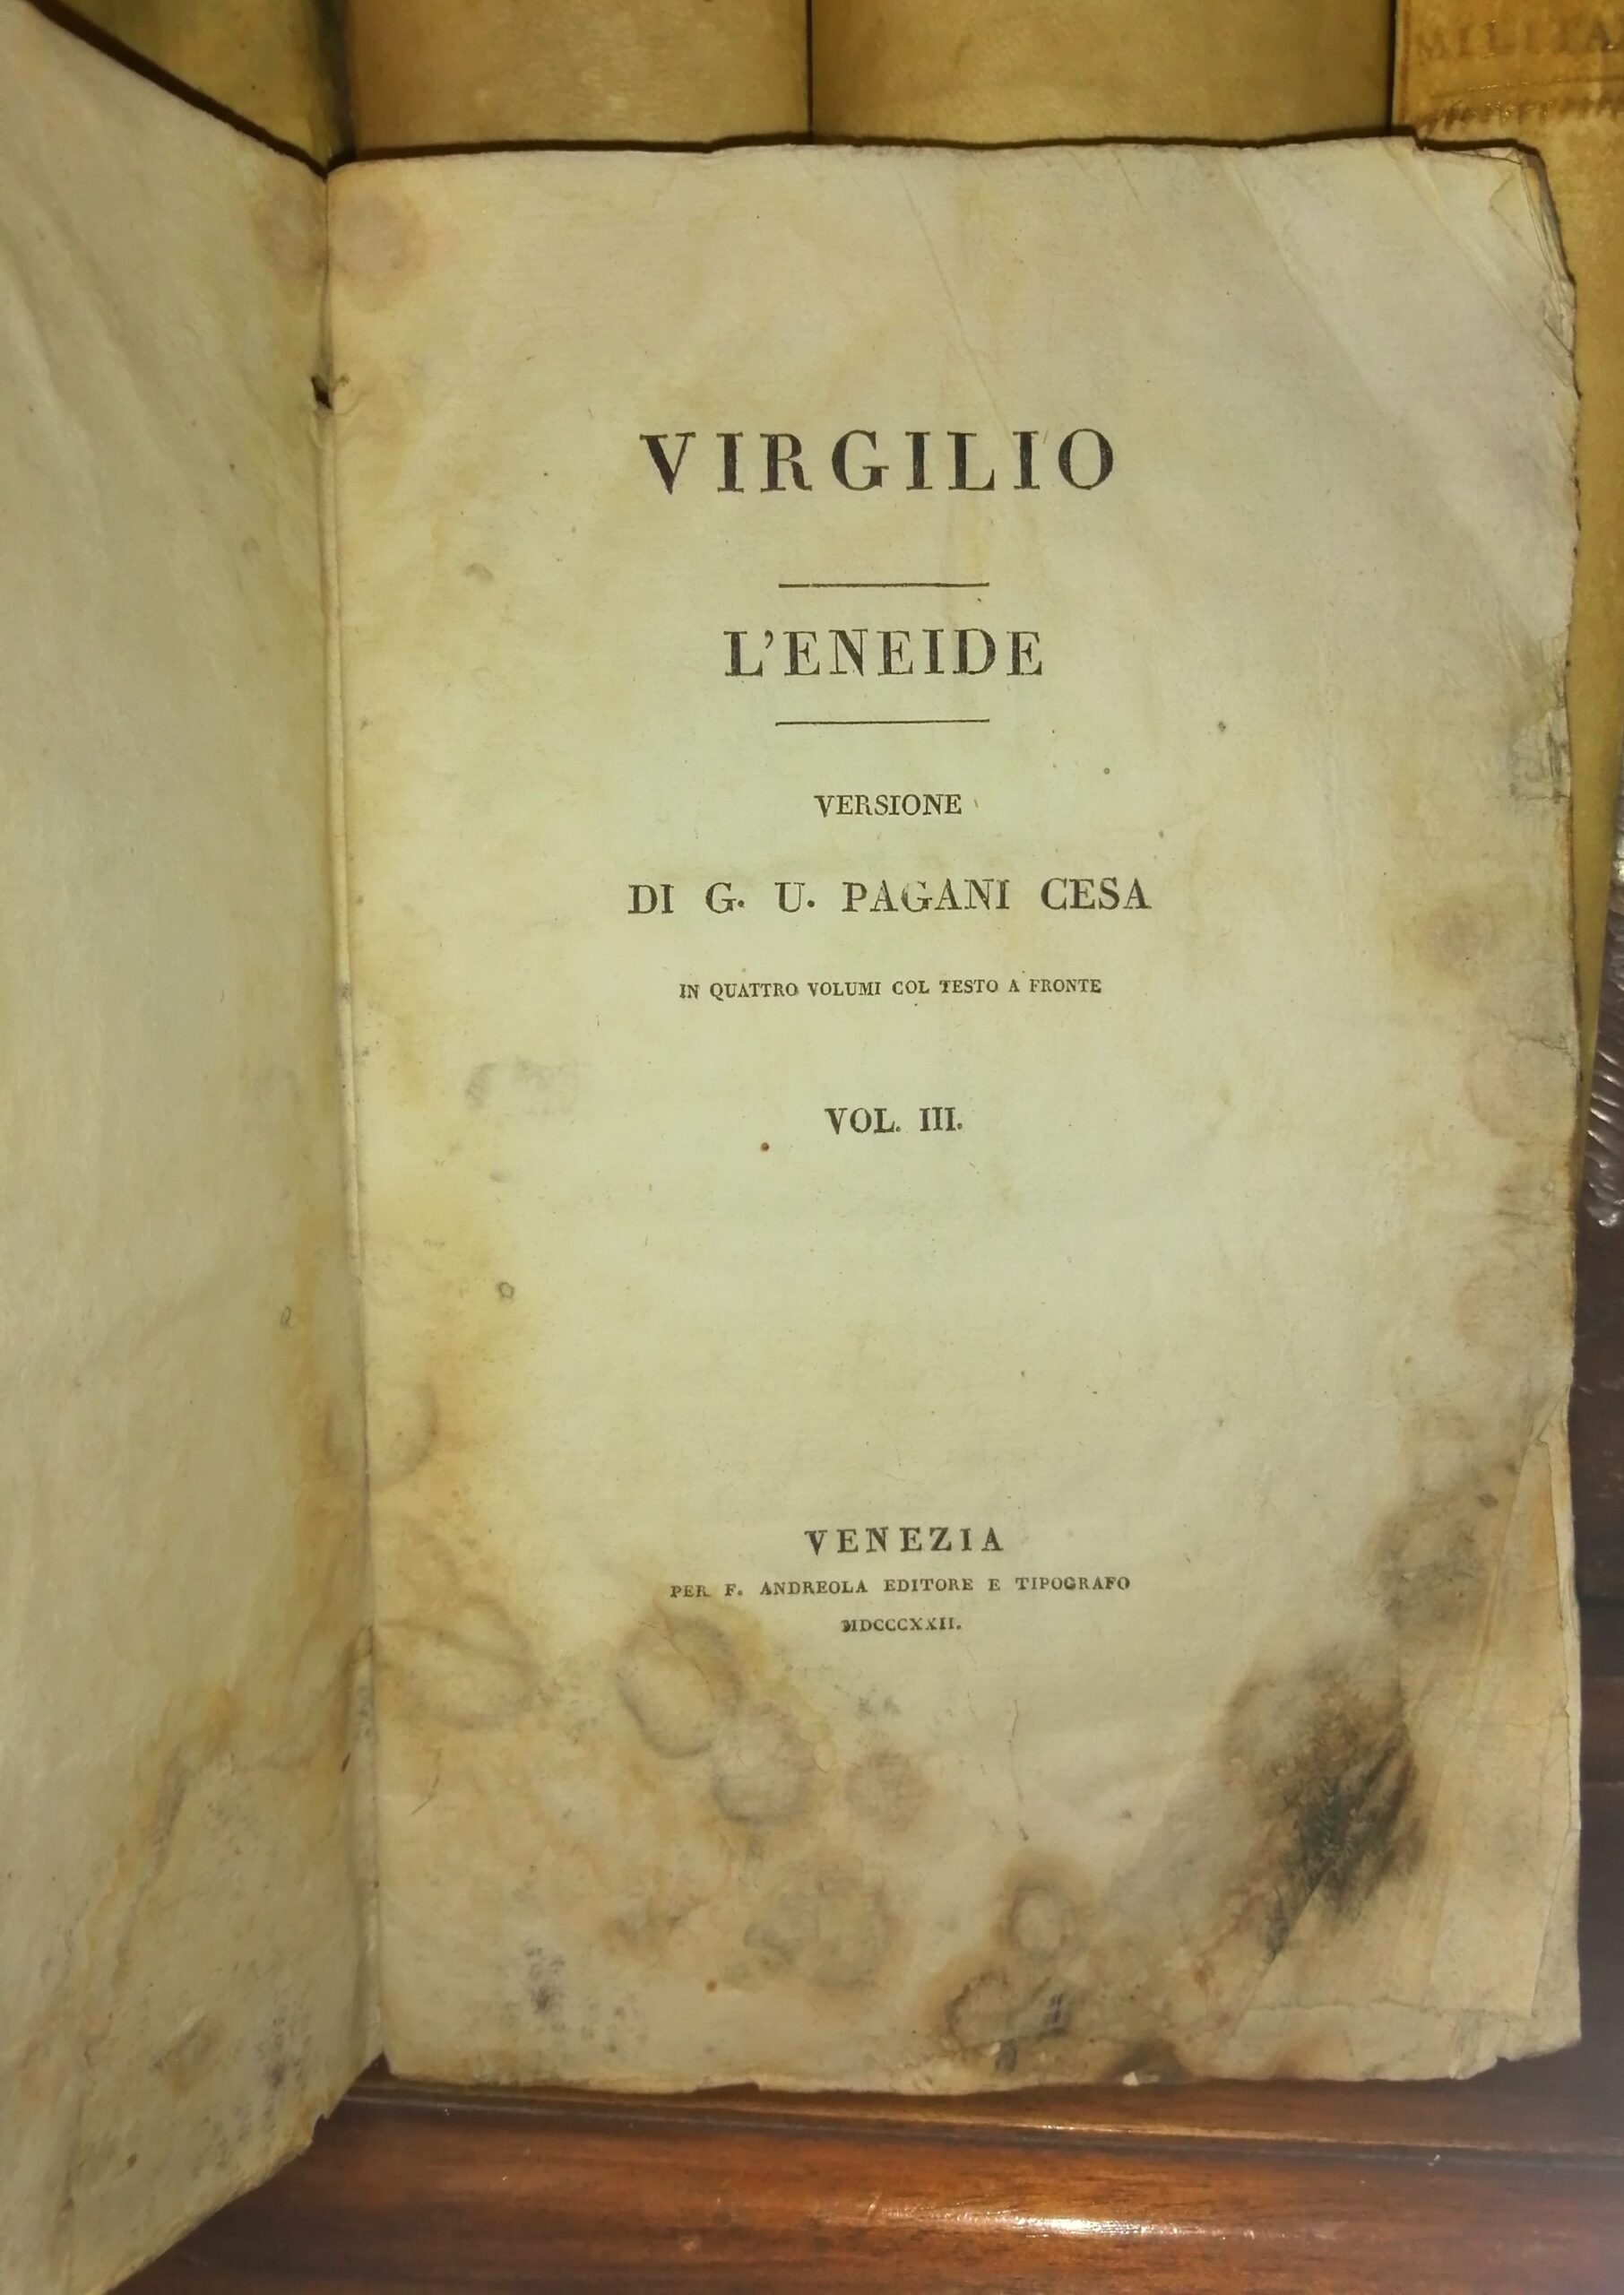 MILITA
VIRGILIO
L'ENEIDE
VERSIONE
DI G. U. PAGANI CESA
IN QUATTRO VOLUMI COL TESTO A FRONTE
VOL. III.
VENEZIA
PER F. ANDREOLA EDITORE E TIPOGRAFO
MDCCCXXII.